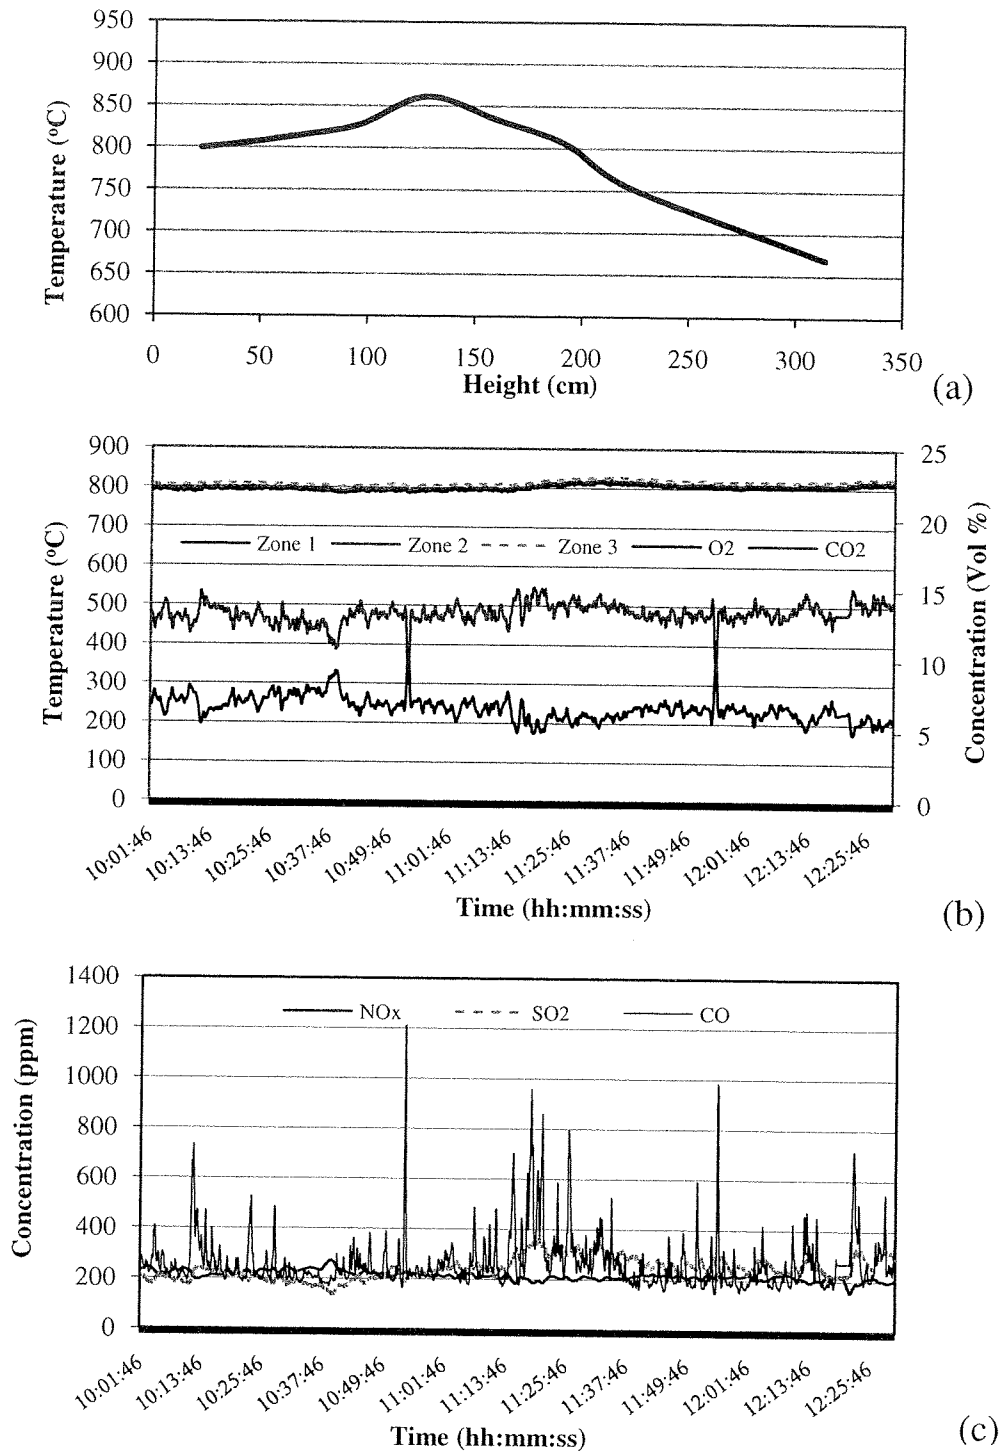 950
900
850
800
750
700
650
600
Temperature (ºC)
0 50 100 150 200 250 300 350
Height (cm)
(a)
900
800
700
600
500
400
300
200
100
0
Temperature (ºC)
Zone 1 Zone 2 Zone 3 O2 CO2
25
20
15
10
5
0
Concentration (Vol %)
10:01:46 10:13:46 10:25:46 10:37:46 10:49:46 11:01:46 11:13:46 11:25:46 11:37:46 11:49:46 12:01:46 12:13:46 12:25:46
Time (hh:mm:ss)
(b)
1400
1200
1000
800
600
400
200
0
Concentration (ppm)
NOx SO2 CO
10:01:46 10:13:46 10:25:46 10:37:46 10:49:46 11:01:46 11:13:46 11:25:46 11:37:46 11:49:46 12:01:46 12:13:46 12:25:46
Time (hh:mm:ss)
(c)